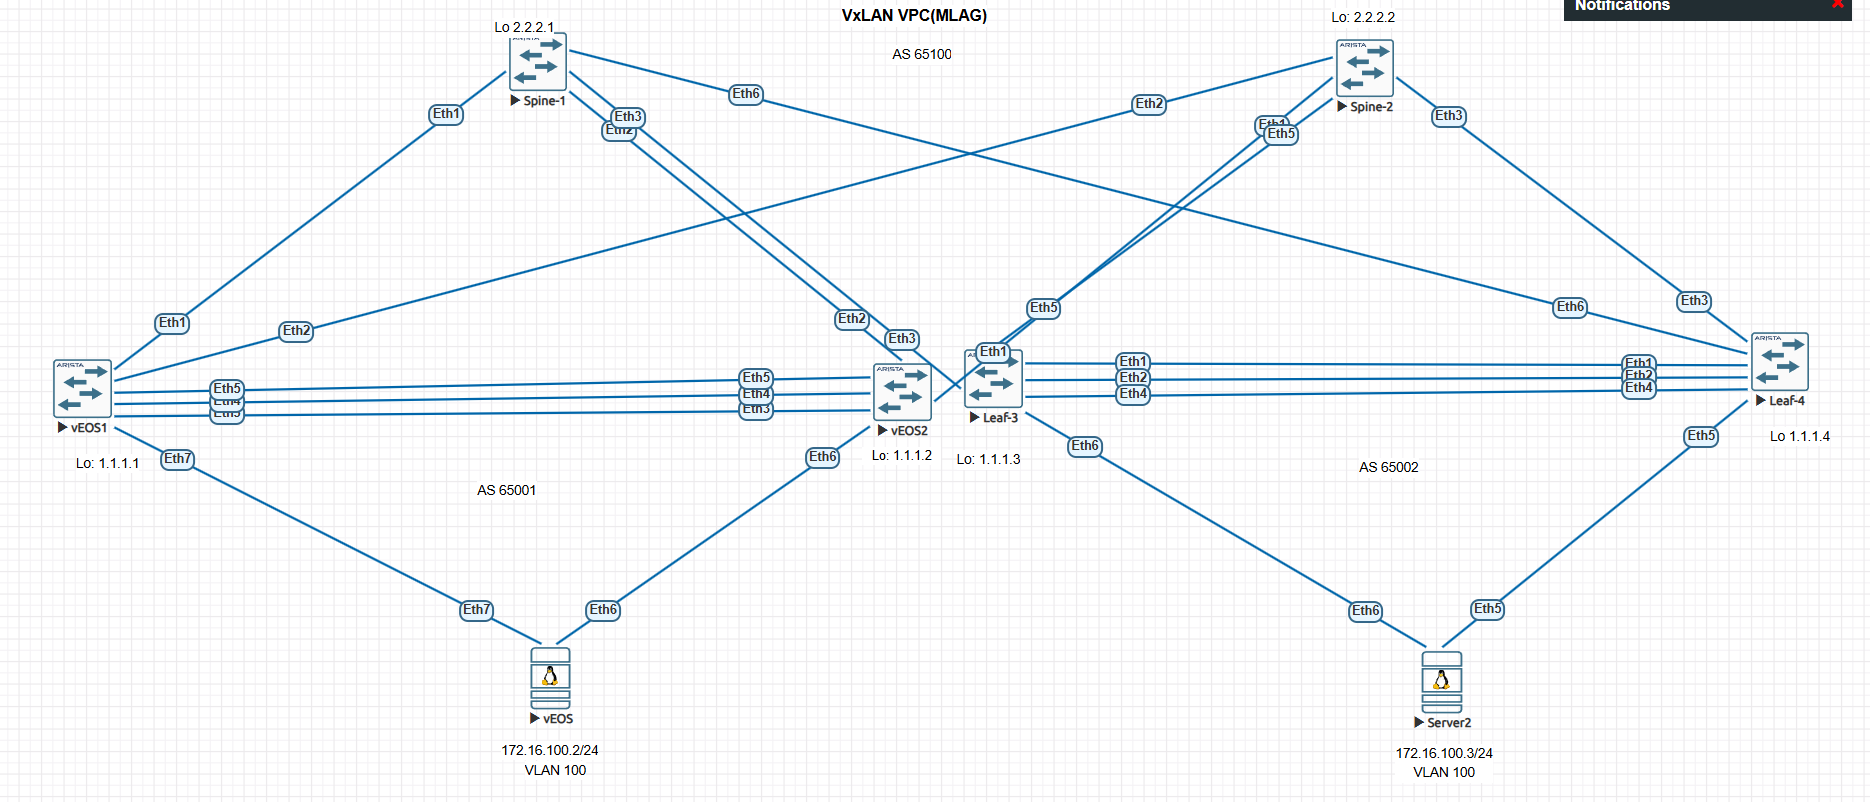 Notifications
VxLAN VPC(MLAG)
Lo 2.2.2.1
Lo: 2.2.2.2
AS 65100
ARISTA
ARISTA
Spine-1
Spine-2
Eth1
Eth3
Eth2
Eth6
Eth2
Eth1
Eth5
Eth3
Eth1
Eth2
Eth2
Eth3
Eth5
Eth1
Eth6
Eth3
ARISTA
Eth5
Eth4
Eth3
Eth5
Eth4
Eth3
ARISTA
Eth1
Eth2
Eth4
Eth1
Eth2
Eth4
ARISTA
vEOS1
vEOS2
Leaf-3
Leaf-4
Lo: 1.1.1.1
Lo: 1.1.1.2
Lo: 1.1.1.3
Lo 1.1.1.4
Eth7
Eth6
Eth6
Eth5
AS 65001
AS 65002
Eth7
Eth6
Eth6
Eth5
vEOS
Server2
172.16.100.2/24
VLAN 100
172.16.100.3/24
VLAN 100